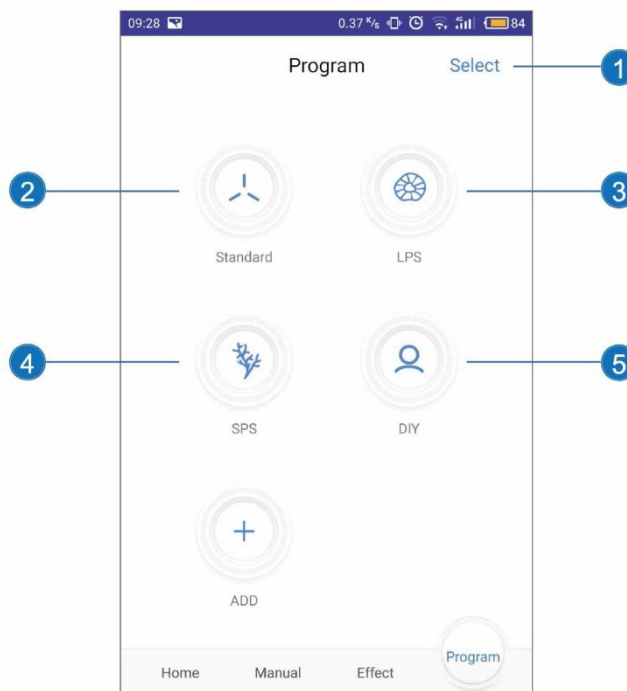 09:28 0.37 K/s 4G 84
Program Select 1
2 3
Standard LPS
4 5
SPS DIY
ADD
Home Manual Effect Program